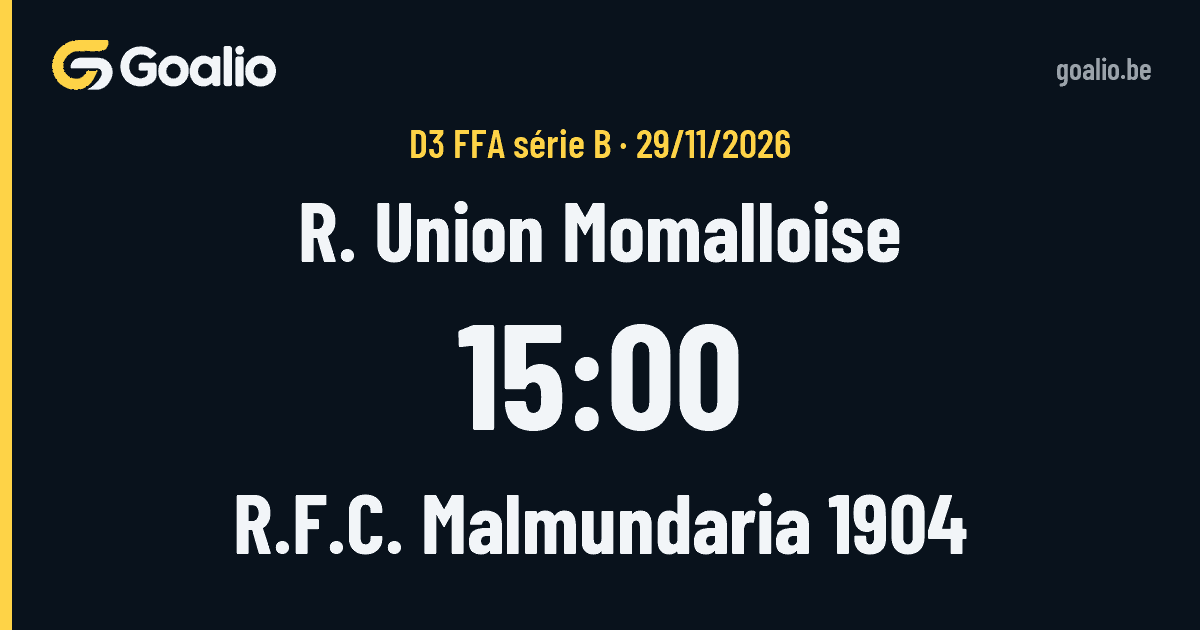 Goalio
goalio.be
D3 FFA série B · 29/11/2026
R. Union Momalloise
15:00
R.F.C. Malmundaria 1904